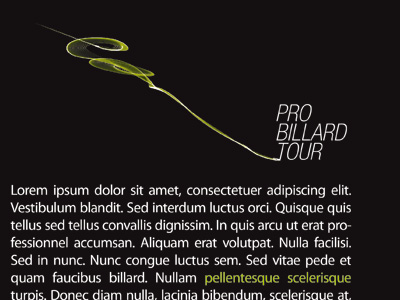 PRO
BILLARD
TOUR
Lorem ipsum dolor sit amet, consectetuer adipiscing elit.
Vestibulum blandit. Sed interdum luctus orci. Quisque quis
tellus sed tellus convallis dignissim. In quis arcu ut erat pro-
fessionnel accumsan. Aliquam erat volutpat. Nulla facilisi.
Sed in nunc. Nunc congue luctus sem. Sed vitae pede et
quam faucibus billard. Nullam pellentesque scelerisque
turpis. Donec diam nulla, lacinia bibendum, scelerisque at,